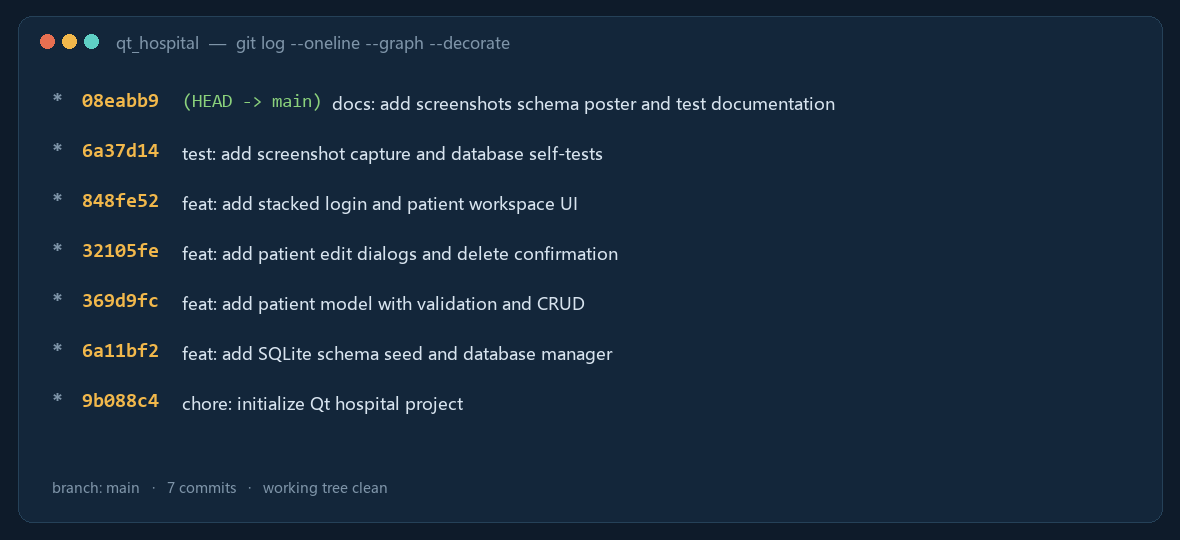 qt_hospital — git log --oneline --graph --decorate
* 08eabb9 (HEAD -> main) docs: add screenshots schema poster and test documentation
* 6a37d14 test: add screenshot capture and database self-tests
* 848fe52 feat: add stacked login and patient workspace UI
* 32105fe feat: add patient edit dialogs and delete confirmation
* 369d9fc feat: add patient model with validation and CRUD
* 6a11bf2 feat: add SQLite schema seed and database manager
* 9b088c4 chore: initialize Qt hospital project
branch: main · 7 commits · working tree clean